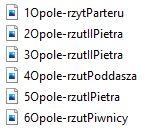 1Opole-rzytParteru
2Opole-rzutIIPietra
3Opole-rzutIIPietra
4Opole-rzutPoddasza
5Opole-rzutIPietra
6Opole-rzutPiwnicy